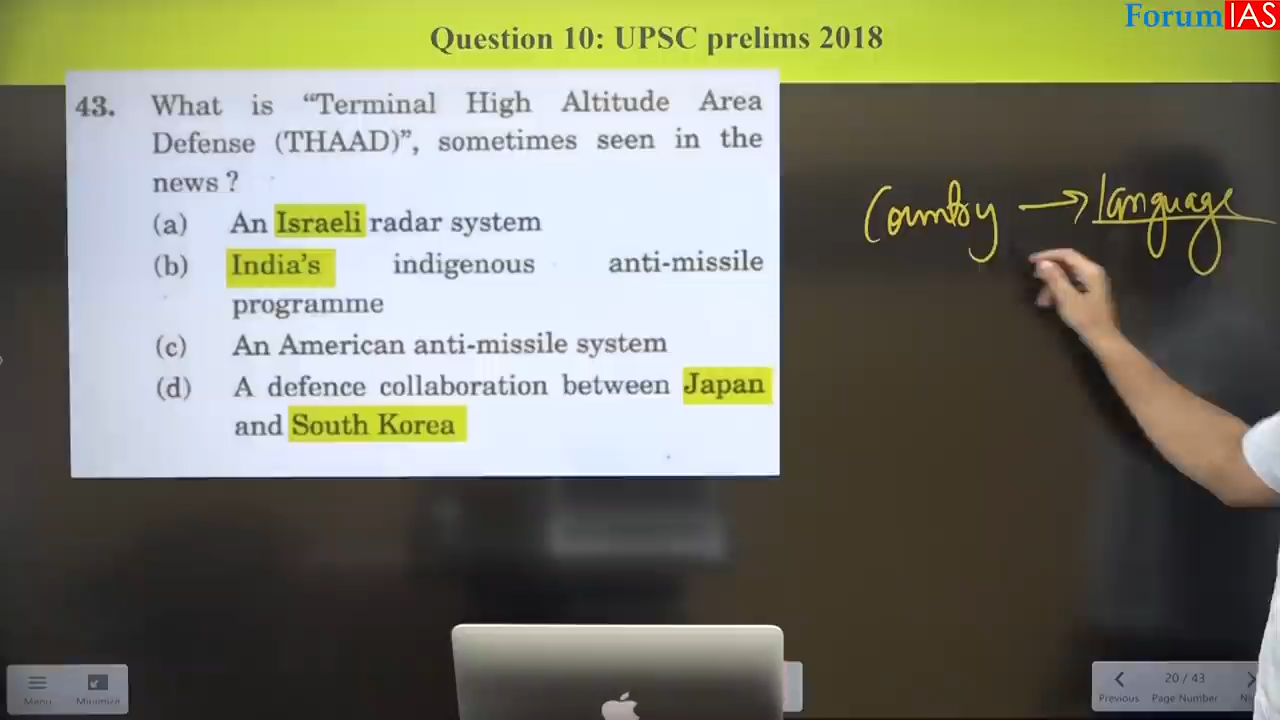 ForumIAS
Question 10: UPSC prelims 2018
43. What is “Terminal High Altitude Area
Defense (THAAD)”, sometimes seen in the
news ?
(a) An Israeli radar system
(b) India’s indigenous anti-missile
programme
(c) An American anti-missile system
(d) A defence collaboration between Japan
and South Korea
Country → language
Menu
Minimize
20 / 43
Previous Page Number